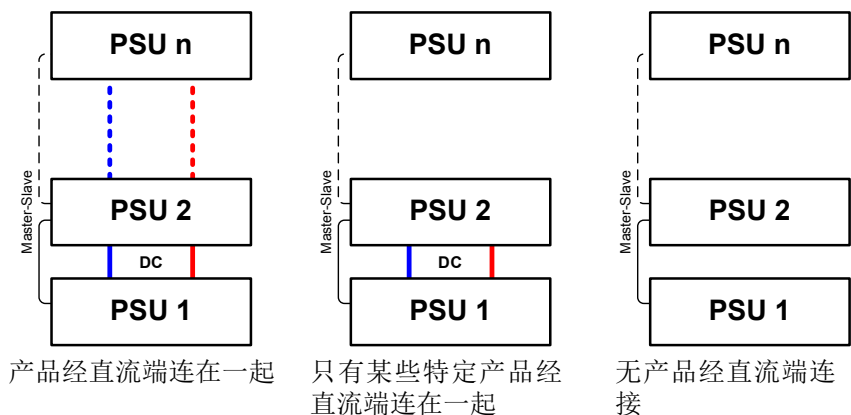 PSU n
Master-Slave
PSU 2
DC
PSU 1
产品经直流端连在一起
PSU n
Master-Slave
PSU 2
DC
PSU 1
只有某些特定产品经
直流端连在一起
PSU n
Master-Slave
PSU 2
PSU 1
无产品经直流端连
接